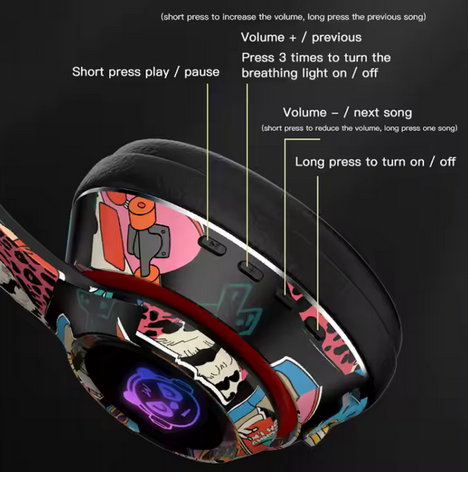 (short press to increase the volume, long press the previous song)
Volume + / previous
Press 3 times to turn the
breathing light on / off
Short press play / pause
Volume – / next song
(short press to reduce the volume, long press one song)
Long press to turn on / off